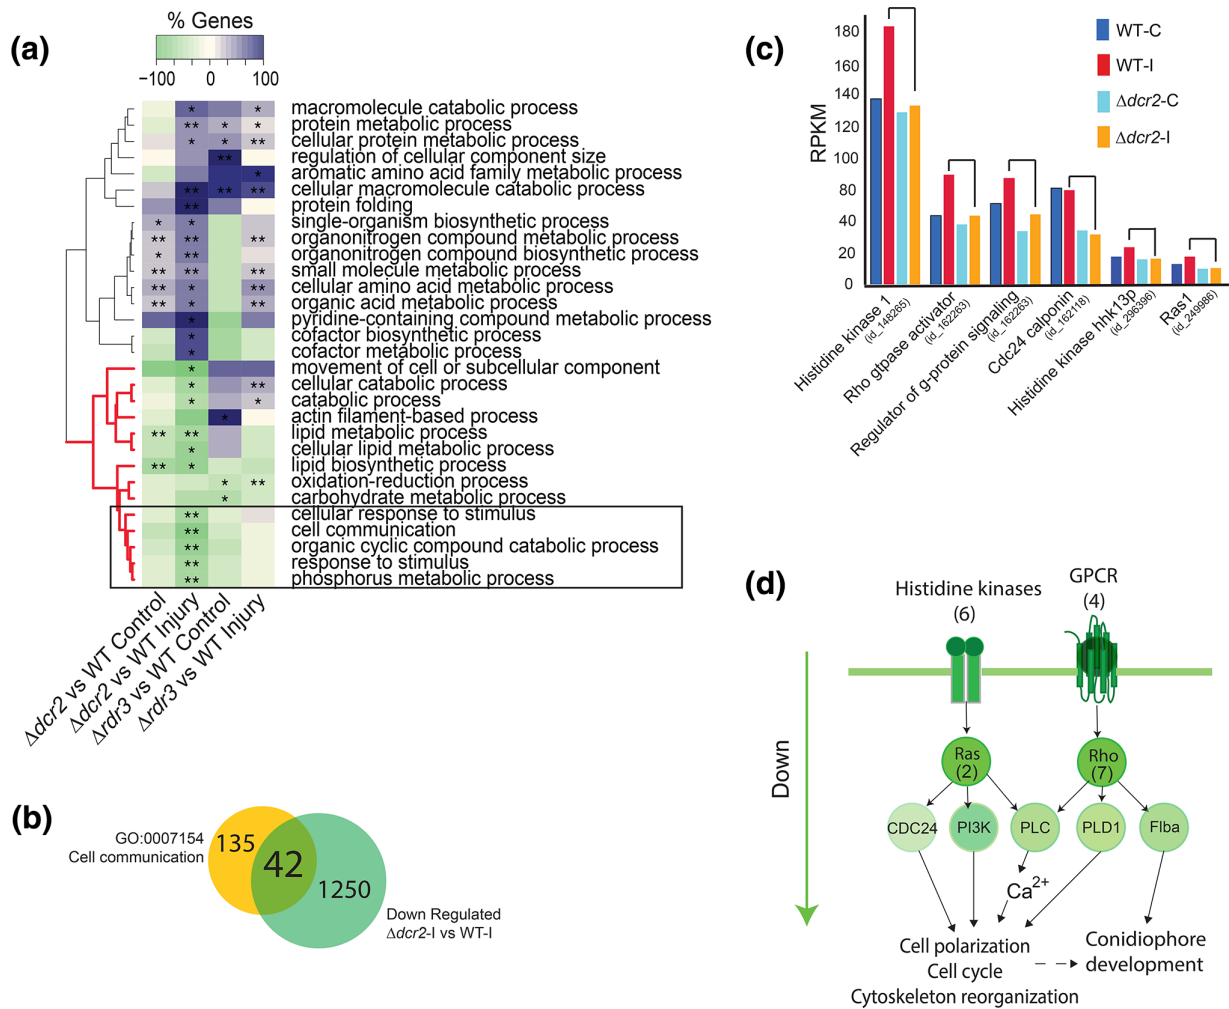 (a)
% Genes
−100 0 100
* * macromolecule catabolic process
** * * protein metabolic process
* * ** cellular protein metabolic process
** regulation of cellular component size
* aromatic amino acid family metabolic process
** ** ** cellular macromolecule catabolic process
** protein folding
* * single-organism biosynthetic process
** ** ** organonitrogen compound metabolic process
* ** organonitrogen compound biosynthetic process
** ** ** small molecule metabolic process
** * ** cellular amino acid metabolic process
** * ** organic acid metabolic process
* pyridine-containing compound metabolic process
* cofactor biosynthetic process
* cofactor metabolic process
* movement of cell or subcellular component
* ** cellular catabolic process
* * catabolic process
* actin filament-based process
** ** lipid metabolic process
* cellular lipid metabolic process
** * lipid biosynthetic process
* ** oxidation-reduction process
* carbohydrate metabolic process
** cellular response to stimulus
** cell communication
** organic cyclic compound catabolic process
** response to stimulus
** phosphorus metabolic process
Δdcr2 vs WT Control
Δdcr2 vs WT Injury
Δrdr3 vs WT Control
Δrdr3 vs WT Injury
(b)
GO:0007154
Cell communication
135
42
1250
Down Regulated
Δdcr2-I vs WT-I
(c)
RPKM
180
160
140
120
100
80
60
40
20
0
WT-C
WT-I
Δdcr2-C
Δdcr2-I
Histidine kinase 1
(id_148265)
Rho gtpase activator
(id_162263)
Regulator of g-protein signaling
(id_162263)
Cdc24 calponin
(id_162118)
Histidine kinase hhk13p
(id_296396)
Ras1
(id_249986)
(d)
Histidine kinases
(6)
GPCR
(4)
Down
Ras
(2)
Rho
(7)
CDC24
PI3K
PLC
PLD1
Flba
Ca2+
Cell polarization
Cell cycle
Cytoskeleton reorganization
Conidiophore
development